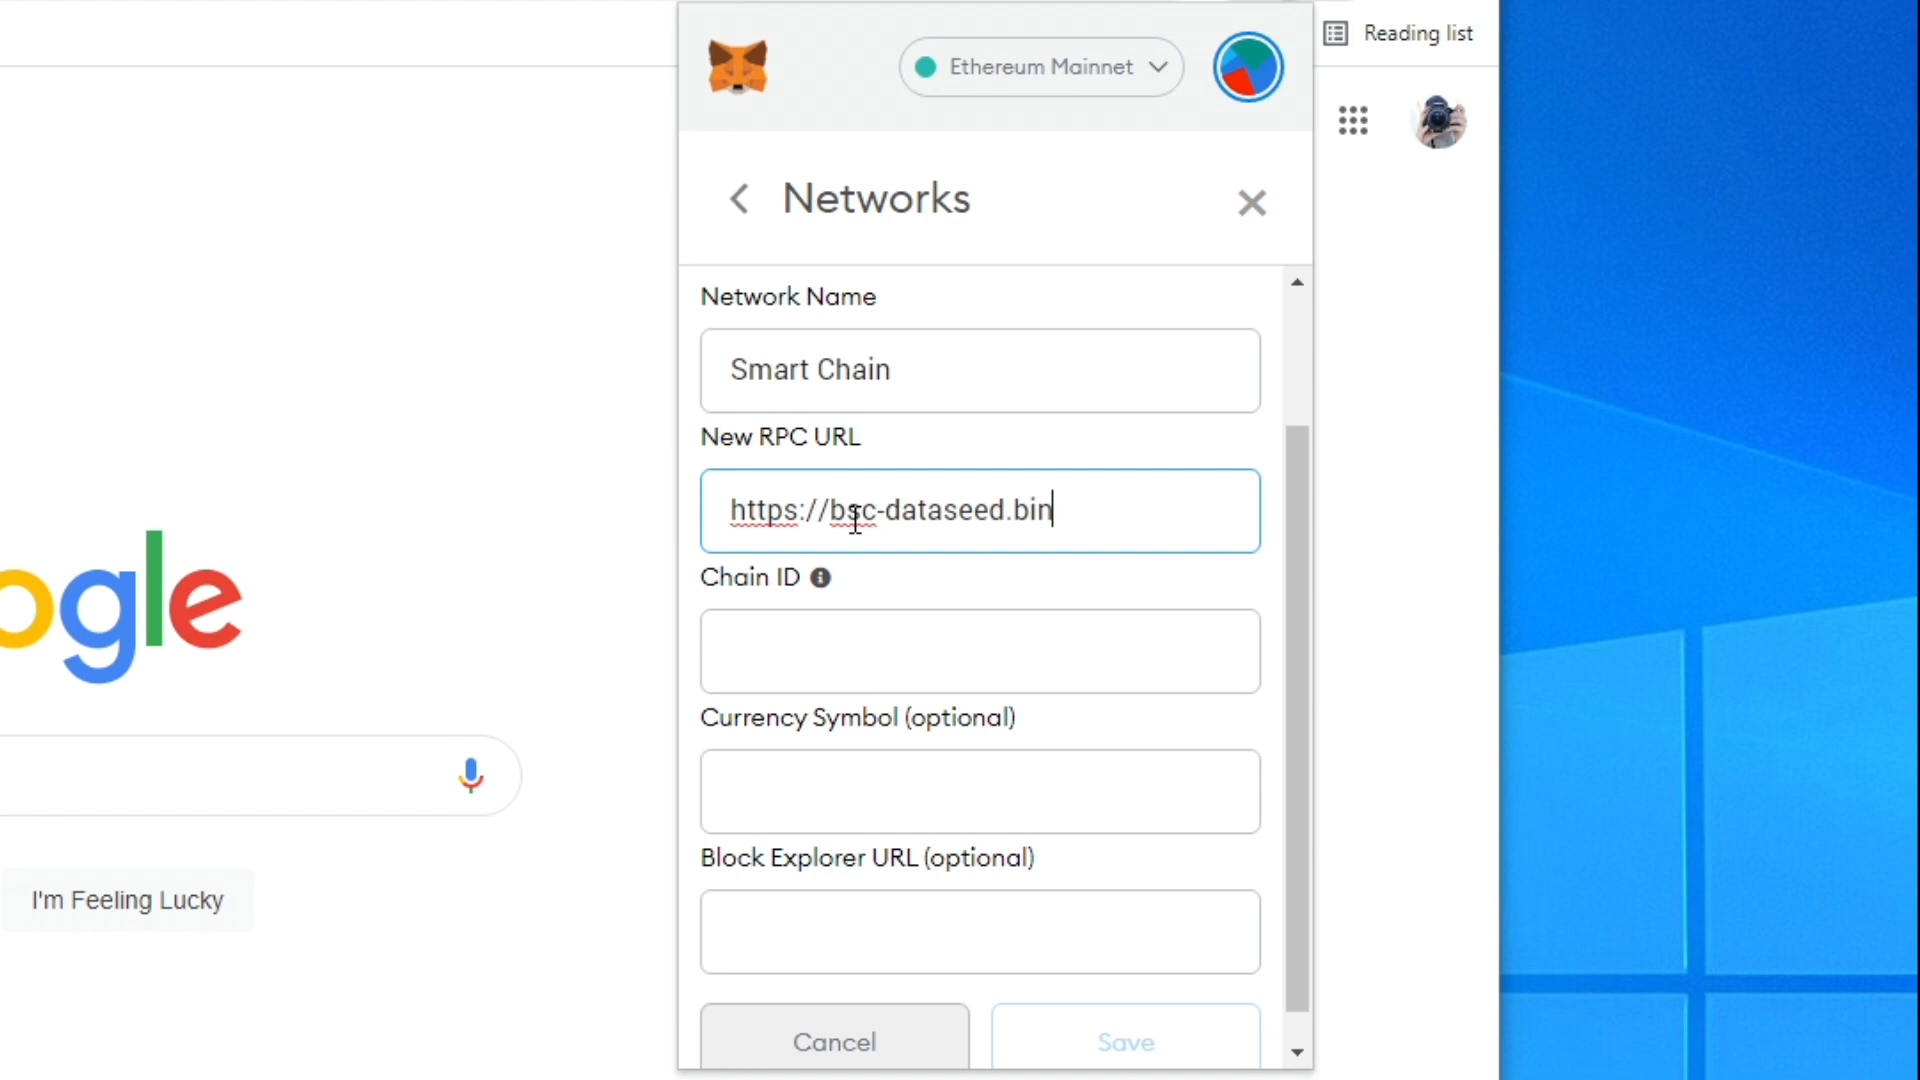 Reading list
Ethereum Mainnet
Networks
Network Name
Smart Chain
New RPC URL
https://bsc-dataseed.bin
Chain ID
Currency Symbol (optional)
Block Explorer URL (optional)
Cancel
Save
ogle
I'm Feeling Lucky